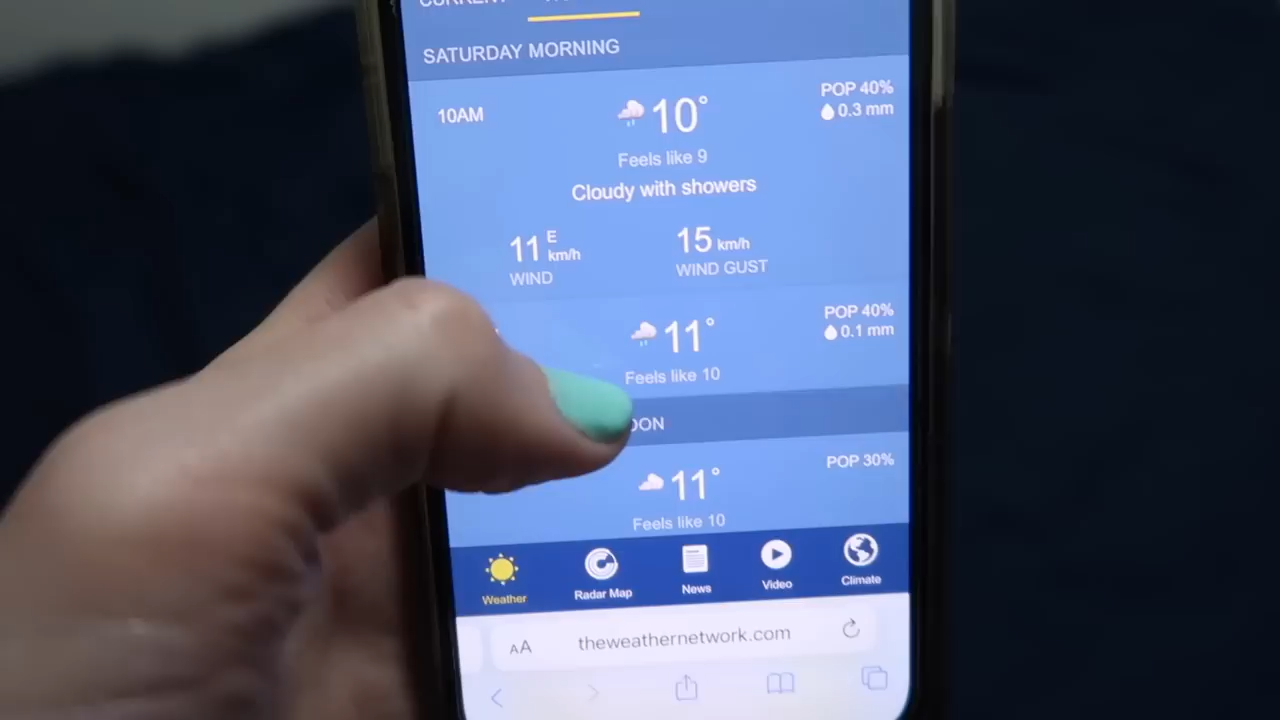 CURRENT
SATURDAY MORNING
10AM
10°
POP 40%
0.3 mm
Feels like 9
Cloudy with showers
11 E km/h
WIND
15 km/h
WIND GUST
11°
POP 40%
0.1 mm
Feels like 10
OON
11°
POP 30%
Feels like 10
Weather
Radar Map
News
Video
Climate
AA
theweathernetwork.com